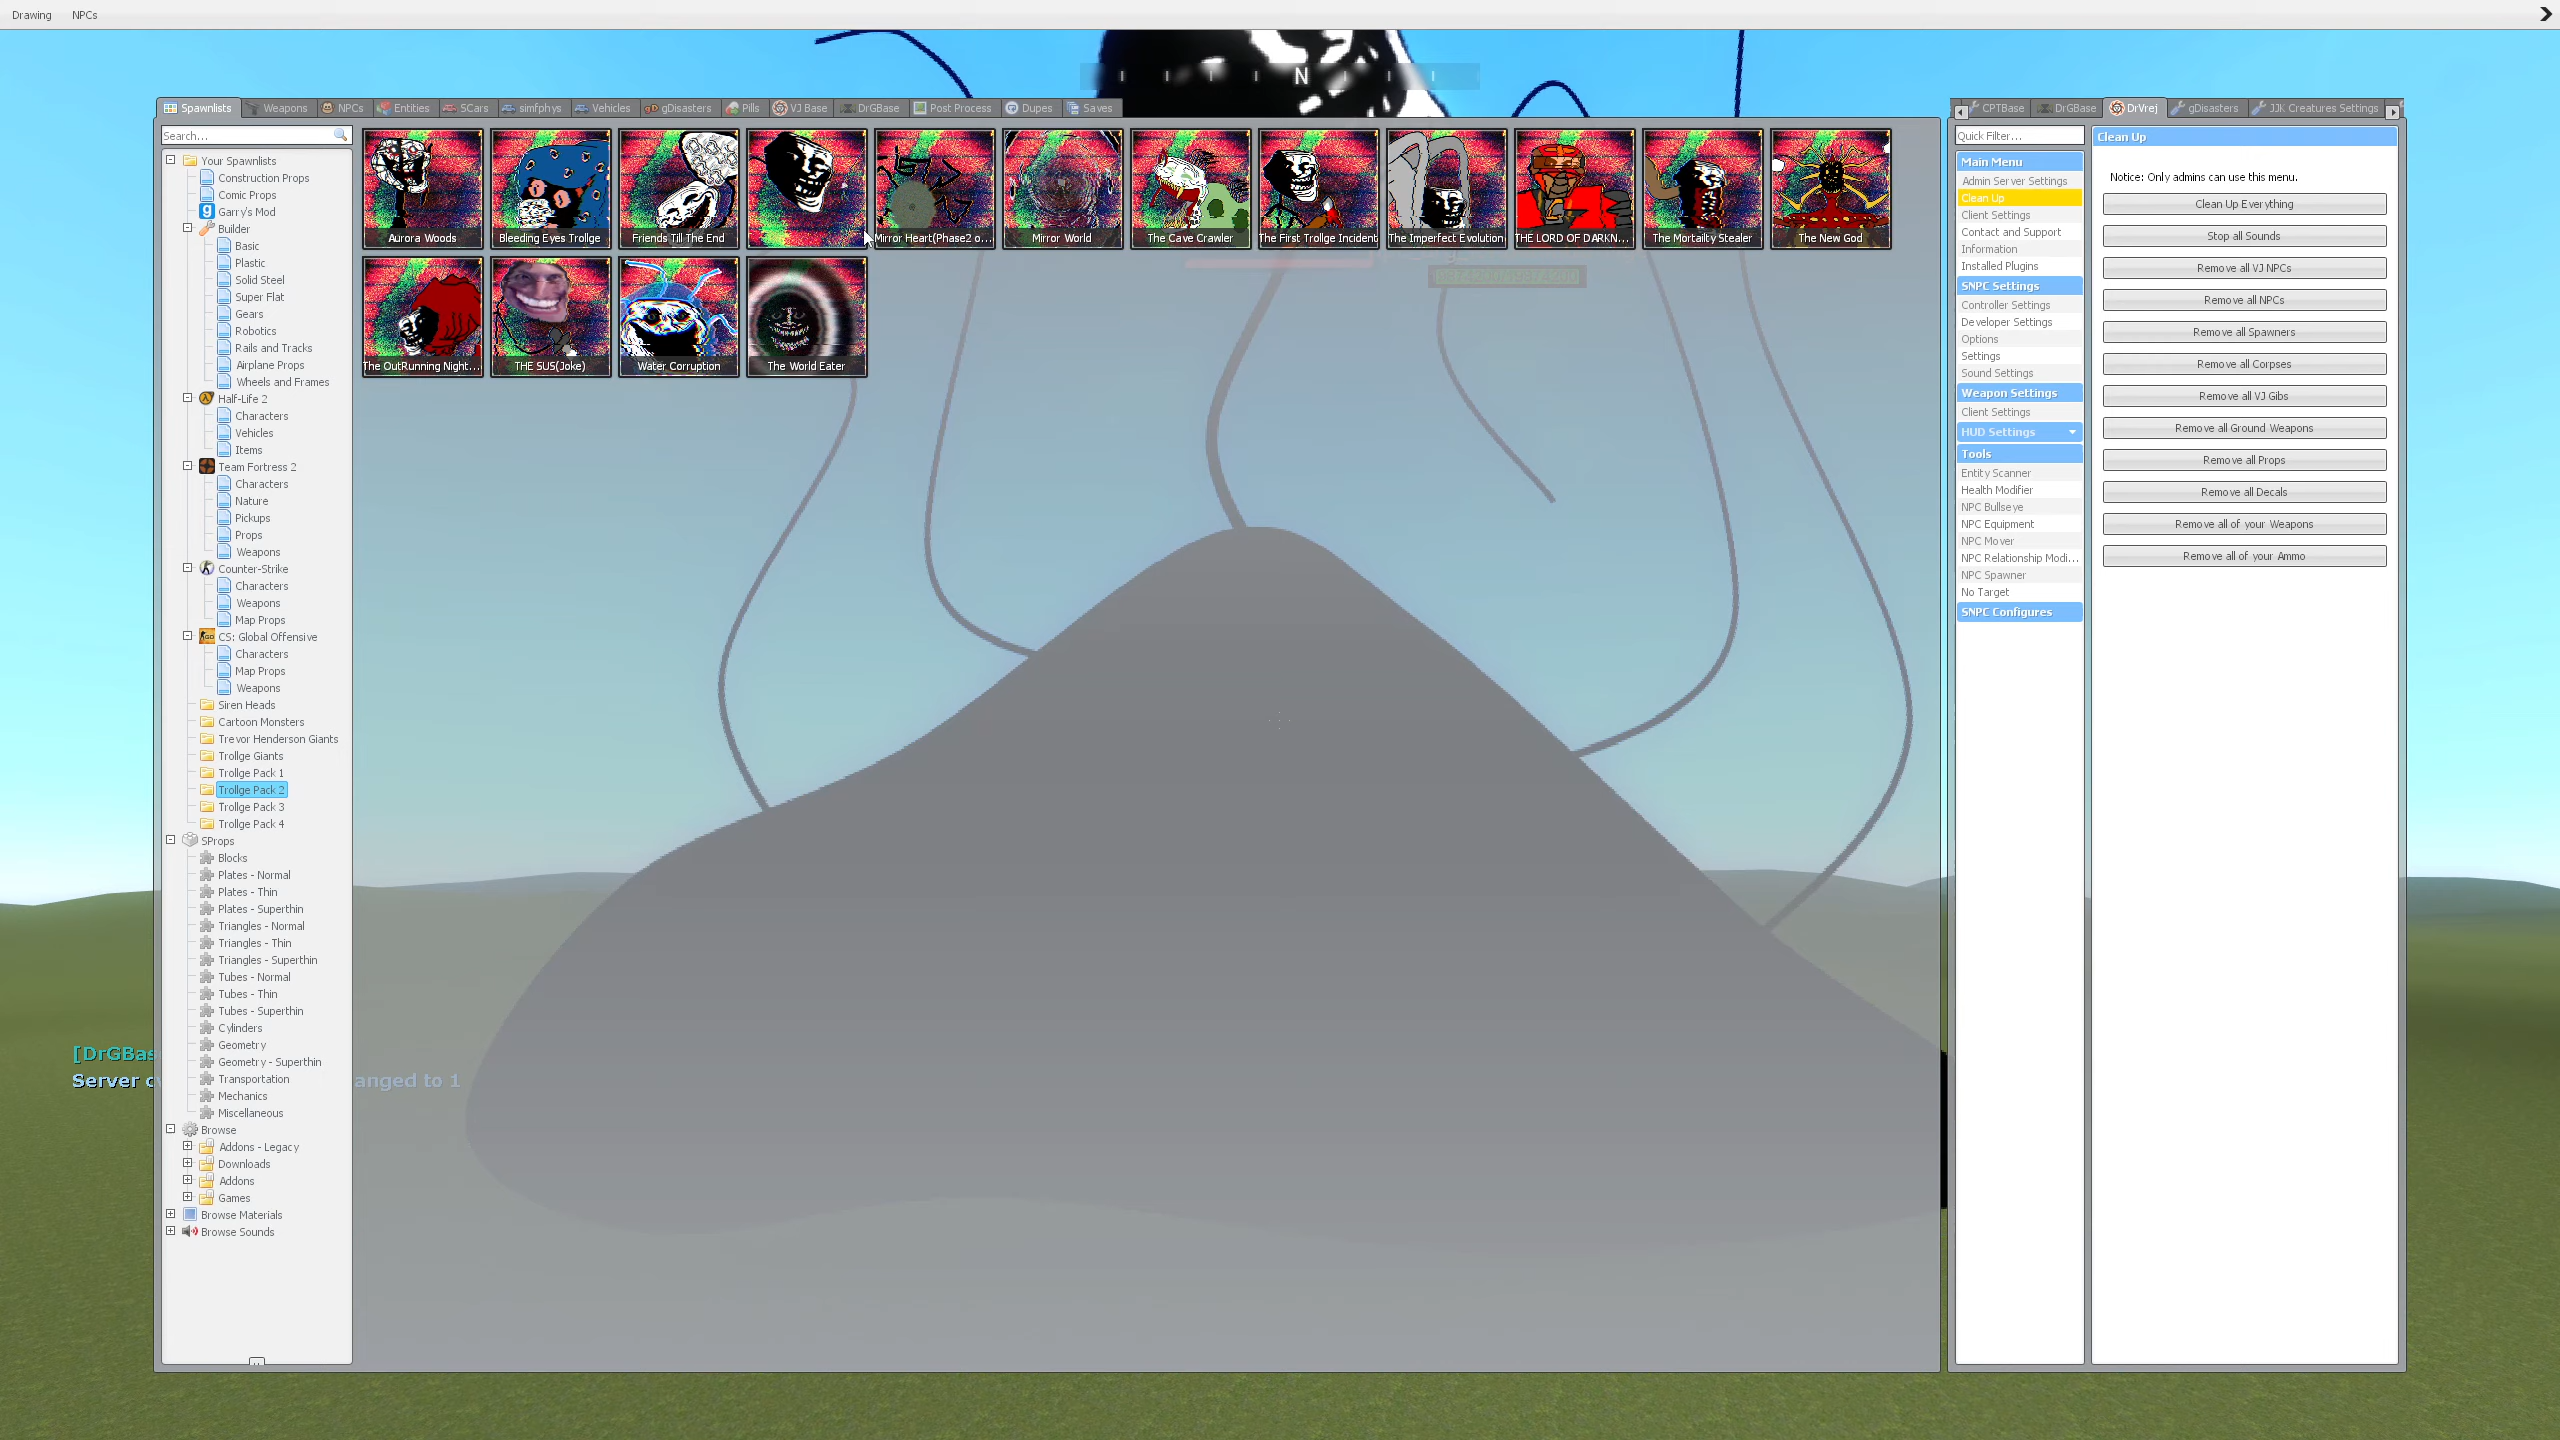 Drawing NPCs
N
Spawnlists Weapons NPCs Entities SCars simfphys Vehicles gDisasters Pills VJ Base DrGBase Post Process Dupes Saves
Search...
Your Spawnlists
Construction Props
Comic Props
Garry's Mod
Builder
Basic
Plastic
Solid Steel
Super Flat
Gears
Robotics
Rails and Tracks
Airplane Props
Wheels and Frames
Half-Life 2
Characters
Vehicles
Items
Team Fortress 2
Characters
Nature
Pickups
Props
Weapons
Counter-Strike
Characters
Weapons
Map Props
CS: Global Offensive
Characters
Map Props
Weapons
Siren Heads
Cartoon Monsters
Trevor Henderson Giants
Trollge Giants
Trollge Pack 1
Trollge Pack 2
Trollge Pack 3
Trollge Pack 4
SProps
Blocks
Plates - Normal
Plates - Thin
Plates - Superthin
Triangles - Normal
Triangles - Thin
Triangles - Superthin
Tubes - Normal
Tubes - Thin
Tubes - Superthin
Cylinders
Geometry
Geometry - Superthin
Transportation
Mechanics
Miscellaneous
Browse
Addons - Legacy
Downloads
Addons
Games
Browse Materials
Browse Sounds
Aurora Woods
Bleeding Eyes Trollge
Friends Till The End
Mirror Heart(Phase2 o...
Mirror World
The Cave Crawler
The First Trollge Incident
The Imperfect Evolution
THE LORD OF DARKN...
The Mortailty Stealer
The New God
The OutRunning Night...
THE SUS(Joke)
Water Corruption
The World Eater
[DrGBas
Server c anged to 1
CPTBase DrGBase DrVrej gDisasters JJK Creatures Settings
Quick Filter...
Main Menu
Admin Server Settings
Clean Up
Client Settings
Contact and Support
Information
Installed Plugins
SNPC Settings
Controller Settings
Developer Settings
Options
Settings
Sound Settings
Weapon Settings
Client Settings
HUD Settings
Tools
Entity Scanner
Health Modifier
NPC Bullseye
NPC Equipment
NPC Mover
NPC Relationship Modi...
NPC Spawner
No Target
SNPC Configures
Clean Up
Notice: Only admins can use this menu.
Clean Up Everything
Stop all Sounds
Remove all VJ NPCs
Remove all NPCs
Remove all Spawners
Remove all Corpses
Remove all VJ Gibs
Remove all Ground Weapons
Remove all Props
Remove all Decals
Remove all of your Weapons
Remove all of your Ammo